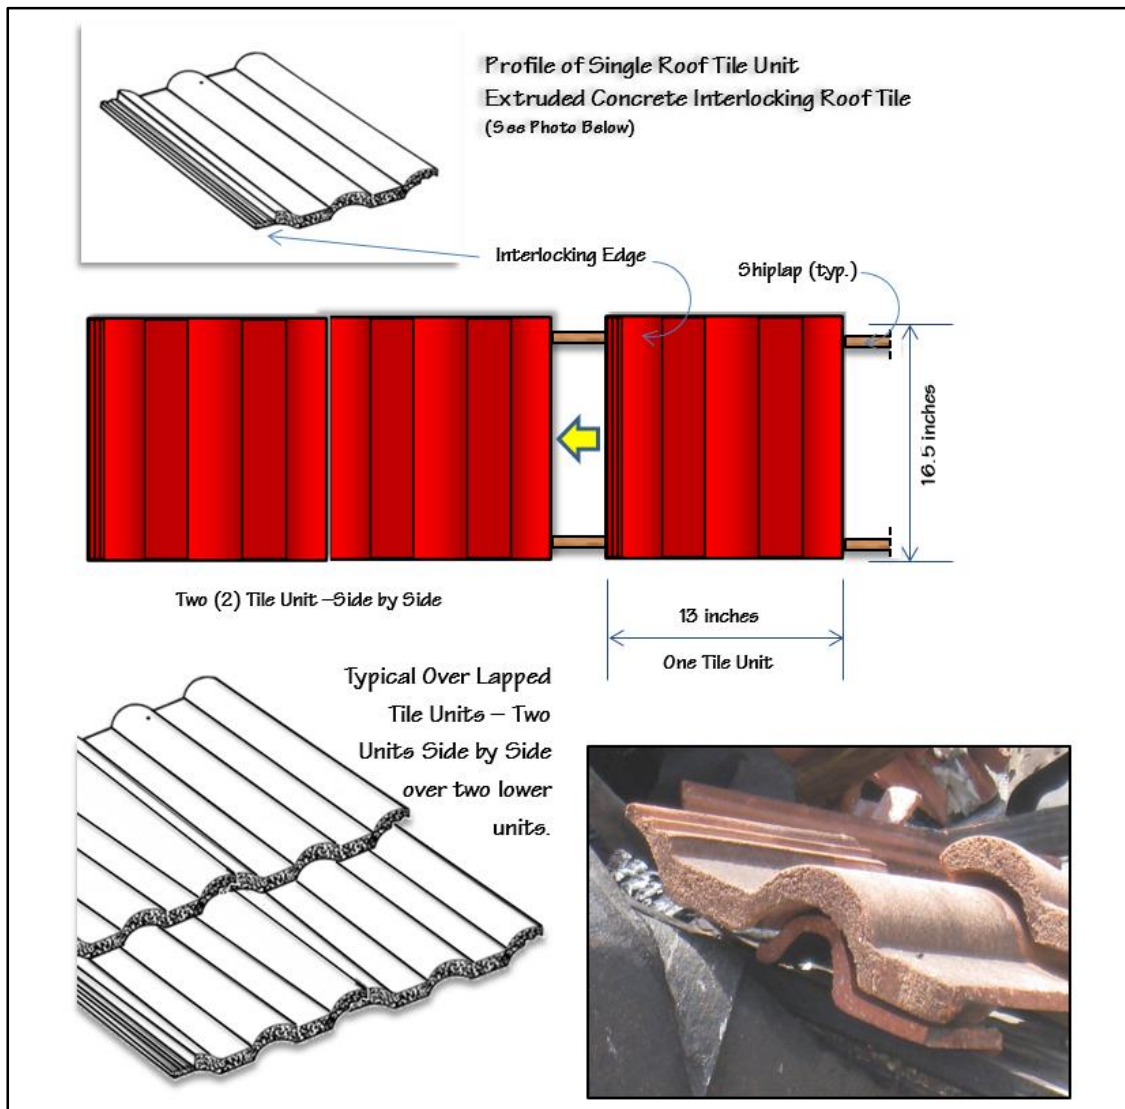 Profile of Single Roof Tile Unit
Extruded Concrete Interlocking Roof Tile
(See Photo Below)
Interlocking Edge
Shiplap (typ.)
16.5 inches
Two (2) Tile Unit –Side by Side
13 inches
One Tile Unit
Typical Over Lapped
Tile Units – Two
Units Side by Side
over two lower
units.